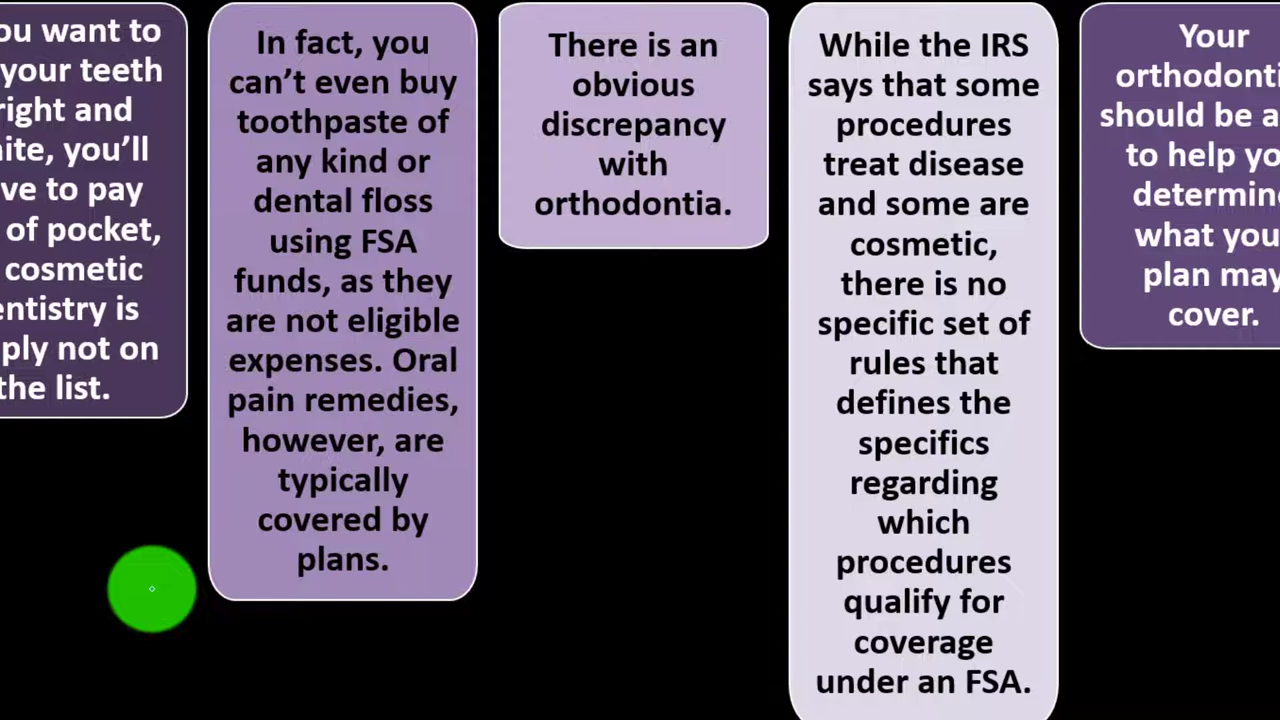 ou want to
your teeth
right and
ite, you’ll
ve to pay
of pocket,
cosmetic
entistry is
ply not on
the list.
In fact, you
can’t even buy
toothpaste of
any kind or
dental floss
using FSA
funds, as they
are not eligible
expenses. Oral
pain remedies,
however, are
typically
covered by
plans.
There is an
obvious
discrepancy
with
orthodontia.
While the IRS
says that some
procedures
treat disease
and some are
cosmetic,
there is no
specific set of
rules that
defines the
specifics
regarding
which
procedures
qualify for
coverage
under an FSA.
Your
orthodonti
should be a
to help yo
determine
what you
plan may
cover.